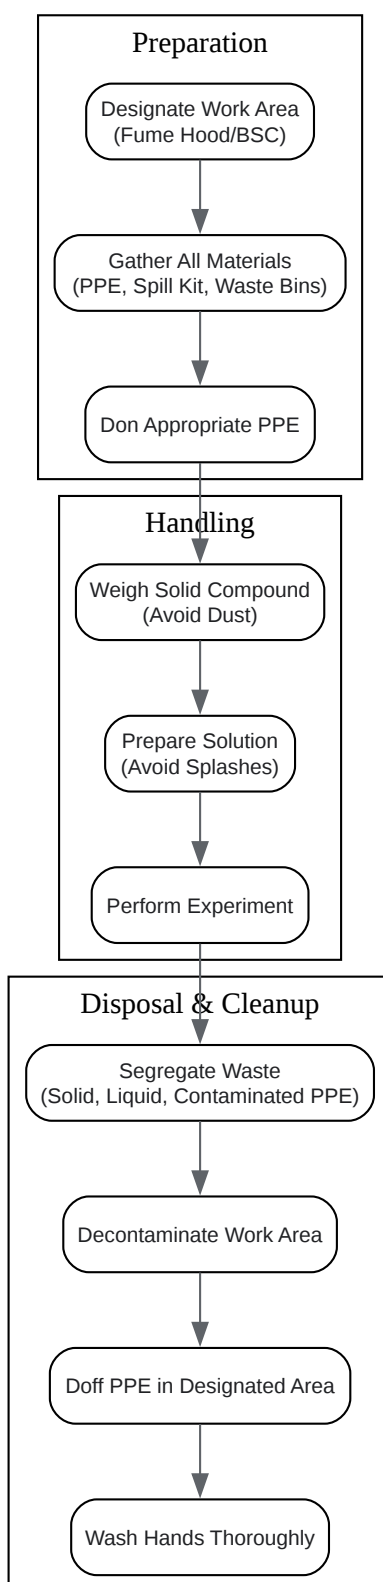 Preparation
Designate Work Area
(Fume Hood/BSC)
Gather All Materials
(PPE, Spill Kit, Waste Bins)
Don Appropriate PPE
Handling
Weigh Solid Compound
(Avoid Dust)
Prepare Solution
(Avoid Splashes)
Perform Experiment
Disposal & Cleanup
Segregate Waste
(Solid, Liquid, Contaminated PPE)
Decontaminate Work Area
Doff PPE in Designated Area
Wash Hands Thoroughly